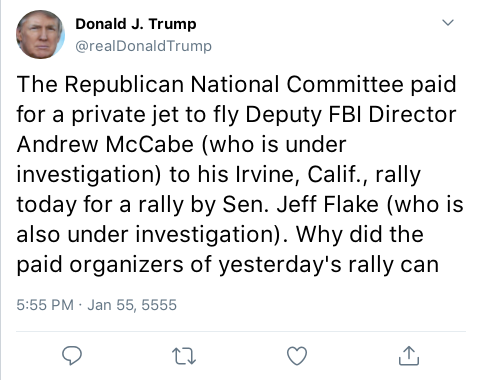 Donald J. Trump
@realDonaldTrump
The Republican National Committee paid
for a private jet to fly Deputy FBI Director
Andrew McCabe (who is under
investigation) to his Irvine, Calif., rally
today for a rally by Sen. Jeff Flake (who is
also under investigation). Why did the
paid organizers of yesterday's rally can
5:55 PM · Jan 55, 5555